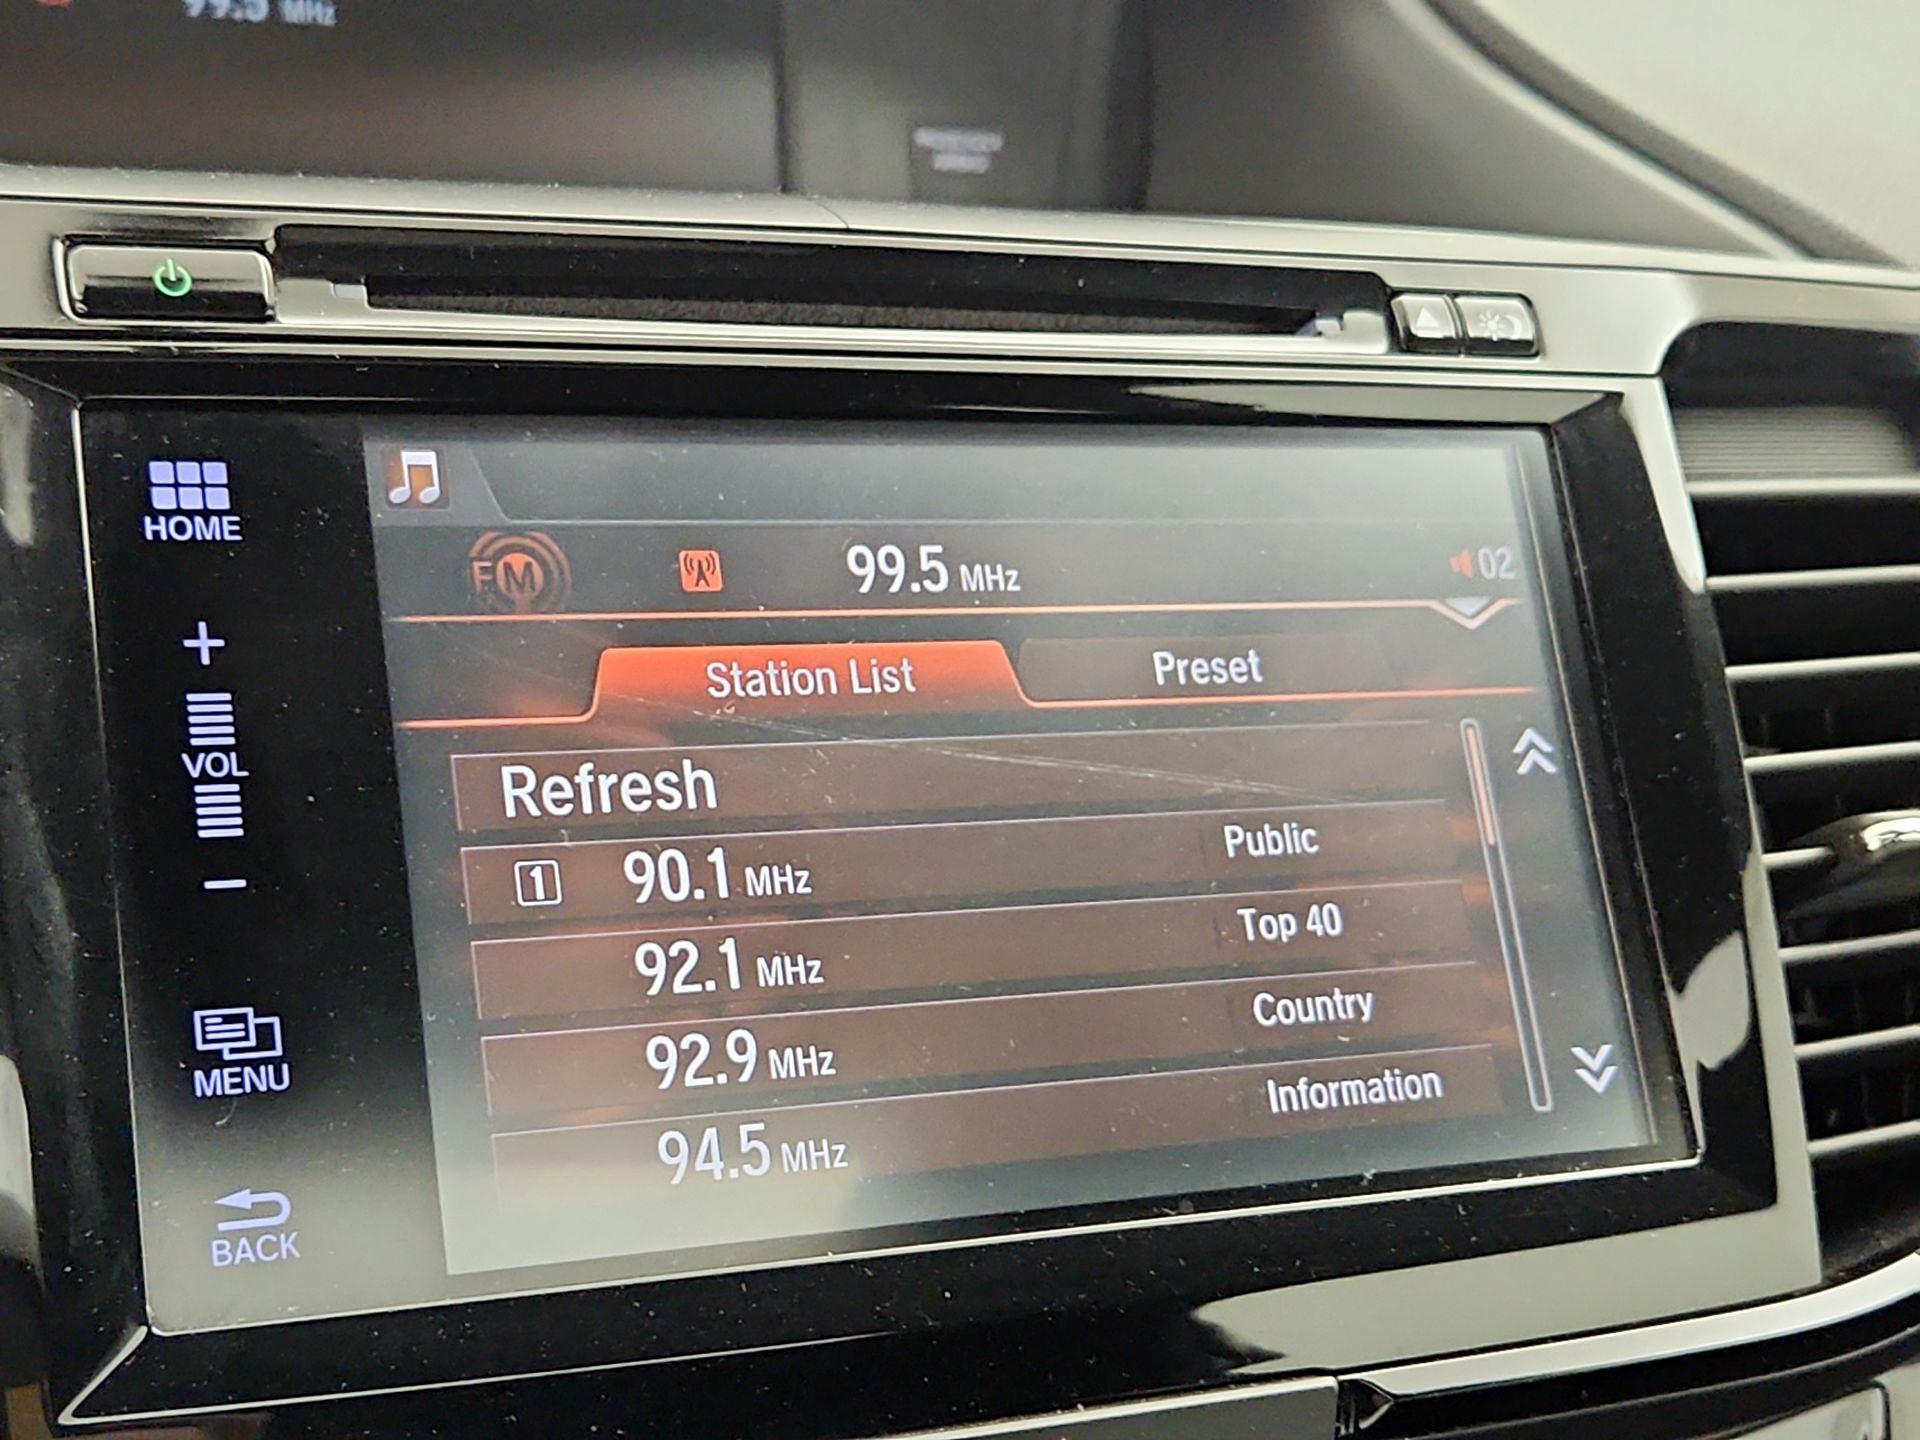 99.5 MHz
HOME
FM 99.5 MHz 02
+
Station List Preset
VOL
Refresh
1 90.1 MHz Public
−
92.1 MHz Top 40
92.9 MHz Country
MENU
94.5 MHz Information
BACK